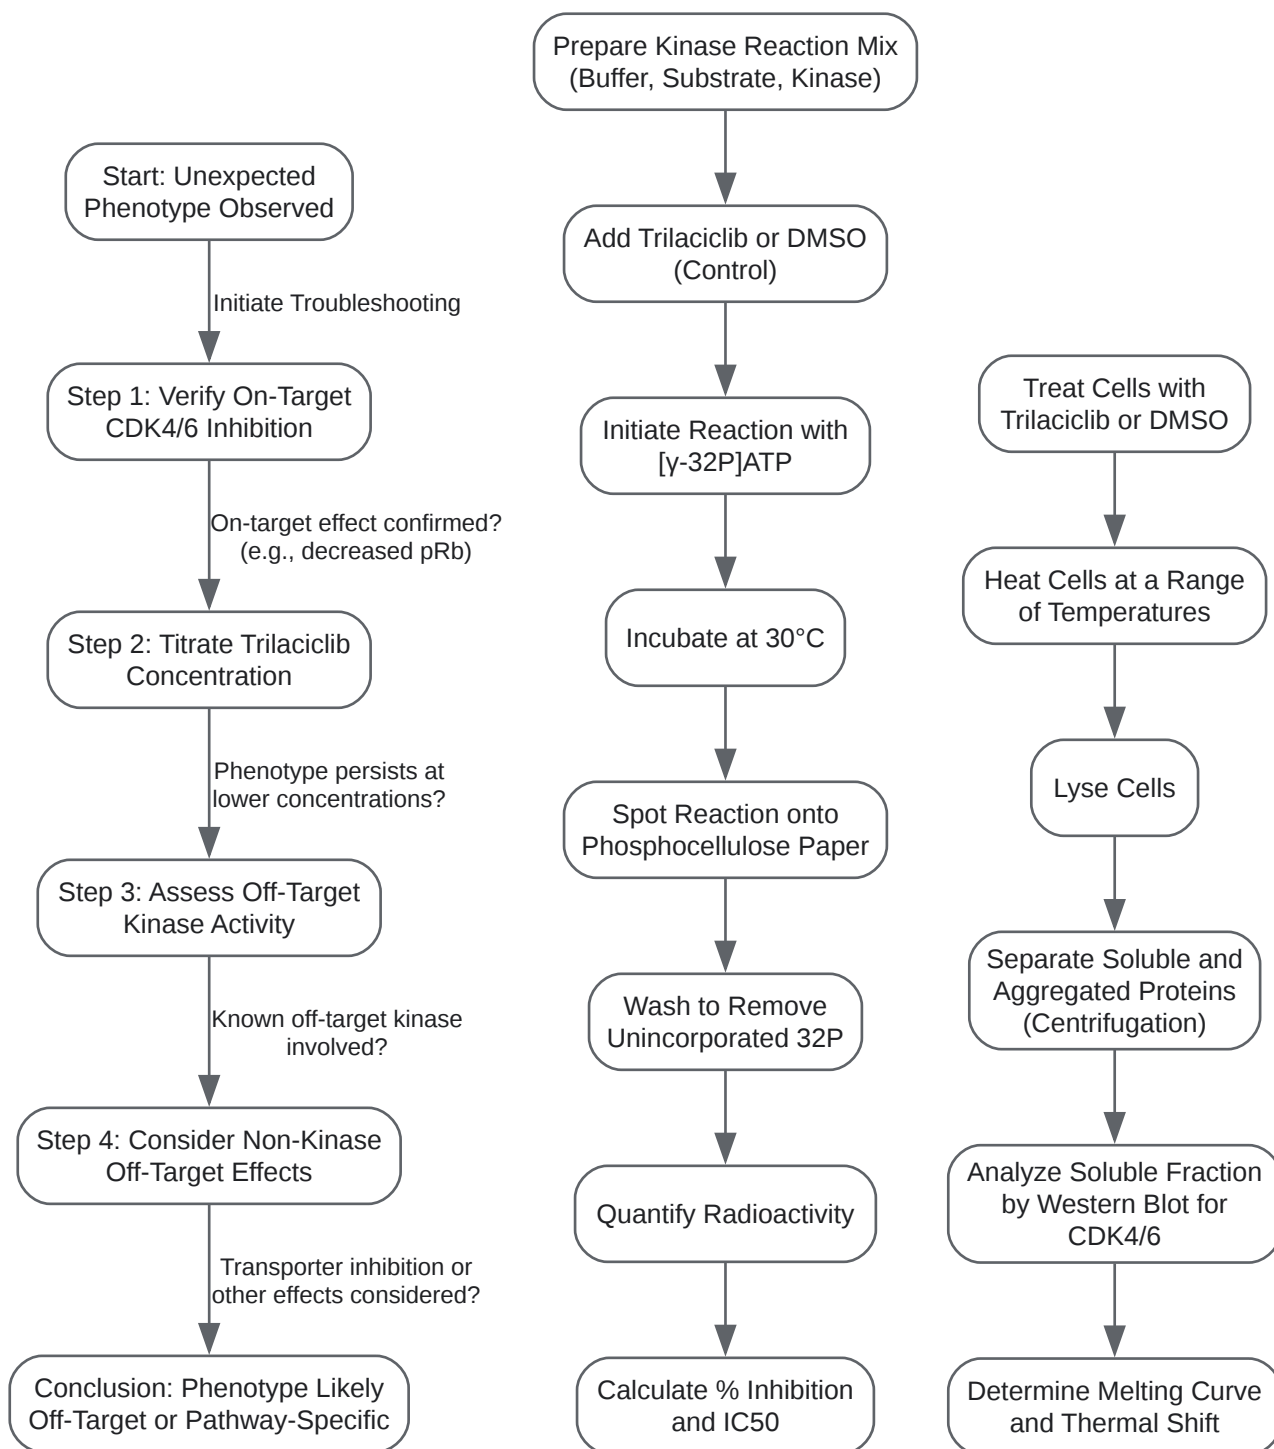 Start: Unexpected
Phenotype Observed
Initiate Troubleshooting
Step 1: Verify On-Target
CDK4/6 Inhibition
On-target effect confirmed?
(e.g., decreased pRb)
Step 2: Titrate Trilaciclib
Concentration
Phenotype persists at
lower concentrations?
Step 3: Assess Off-Target
Kinase Activity
Known off-target kinase
involved?
Step 4: Consider Non-Kinase
Off-Target Effects
Transporter inhibition or
other effects considered?
Conclusion: Phenotype Likely
Off-Target or Pathway-Specific
Prepare Kinase Reaction Mix
(Buffer, Substrate, Kinase)
Add Trilaciclib or DMSO
(Control)
Initiate Reaction with
[γ-32P]ATP
Incubate at 30°C
Spot Reaction onto
Phosphocellulose Paper
Wash to Remove
Unincorporated 32P
Quantify Radioactivity
Calculate % Inhibition
and IC50
Treat Cells with
Trilaciclib or DMSO
Heat Cells at a Range
of Temperatures
Lyse Cells
Separate Soluble and
Aggregated Proteins
(Centrifugation)
Analyze Soluble Fraction
by Western Blot for
CDK4/6
Determine Melting Curve
and Thermal Shift